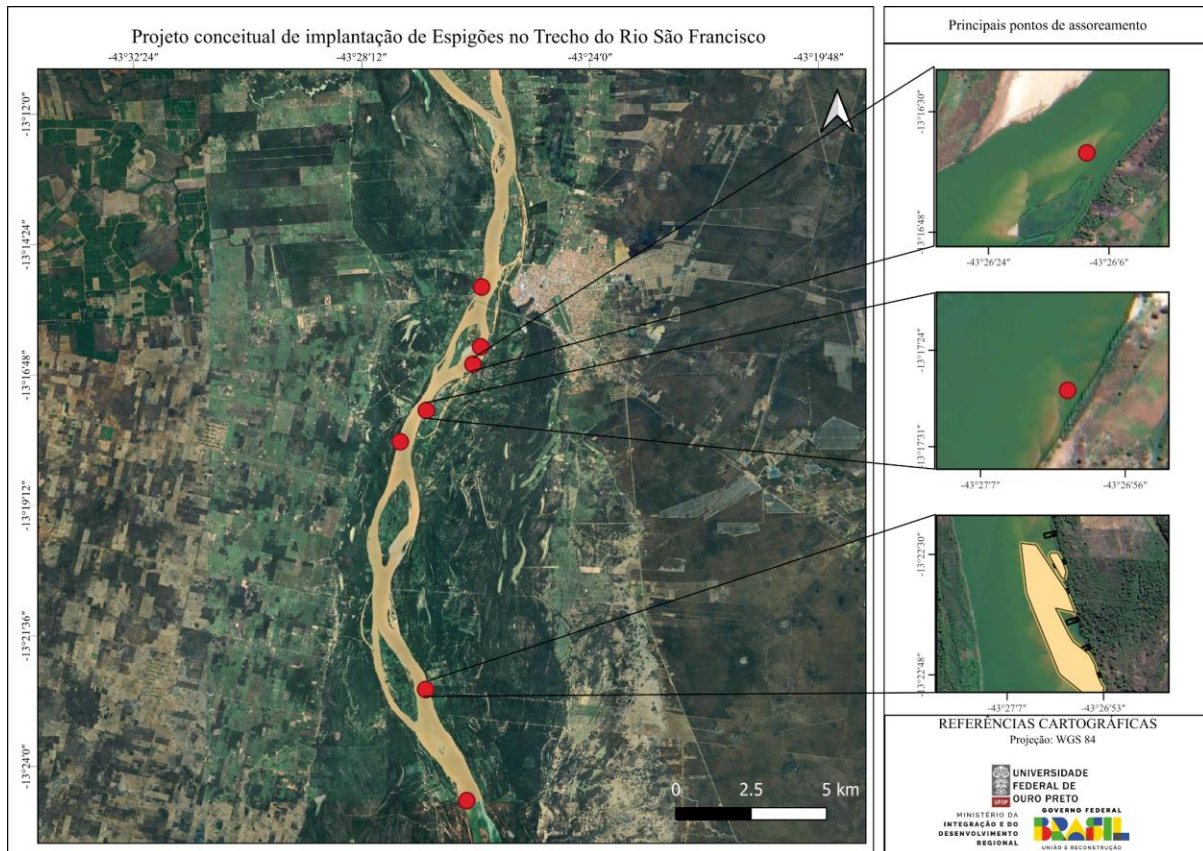 Projeto conceitual de implantação de Espigões no Trecho do Rio São Francisco
-43°32'24"
-43°28'12"
-43°24'0"
-43°19'48"
-13°12'0"
-13°14'24"
-13°16'48"
-13°19'12"
-13°21'36"
-13°24'0"
0
2.5
5 km
Principais pontos de assoreamento
-13°16'30"
-13°16'48"
-43°26'24"
-43°26'6"
-13°17'24"
-13°17'31"
-43°27'7"
-43°26'56"
-13°22'30"
-13°22'48"
-43°27'7"
-43°26'53"
REFERÊNCIAS CARTOGRÁFICAS
Projeção: WGS 84
UFOP
UNIVERSIDADE
FEDERAL DE
OURO PRETO
MINISTÉRIO DA
INTEGRAÇÃO E DO
DESENVOLVIMENTO
REGIONAL
GOVERNO FEDERAL
BRASIL
UNIÃO E RECONSTRUÇÃO